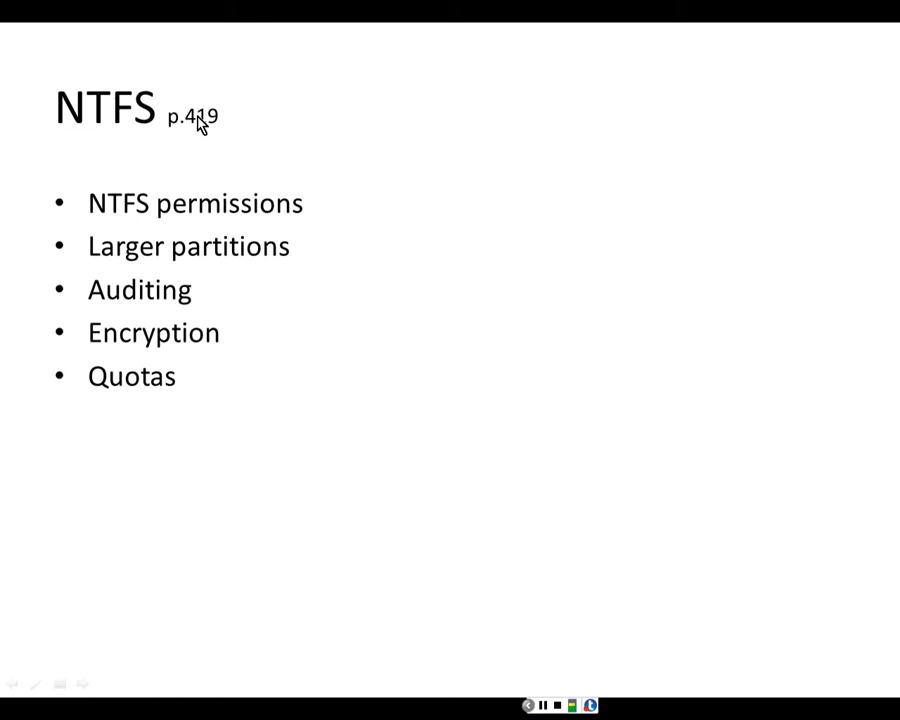 NTFS p.419
• NTFS permissions
• Larger partitions
• Auditing
• Encryption
• Quotas